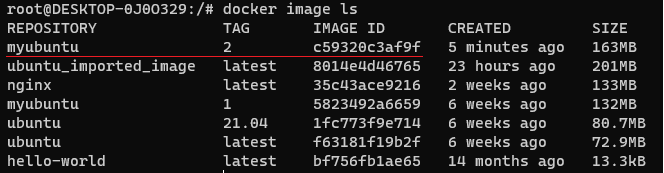 root@DESKTOP-0J0O329:/# docker image ls
REPOSITORY TAG IMAGE ID CREATED SIZE
myubuntu 2 c59320c3af9f 5 minutes ago 163MB
ubuntu_imported_image latest 8014e4d46765 23 hours ago 201MB
nginx latest 35c43ace9216 2 weeks ago 133MB
myubuntu 1 5823492a6659 6 weeks ago 132MB
ubuntu 21.04 1fc773f9e714 6 weeks ago 80.7MB
ubuntu latest f63181f19b2f 6 weeks ago 72.9MB
hello-world latest bf756fb1ae65 14 months ago 13.3kB